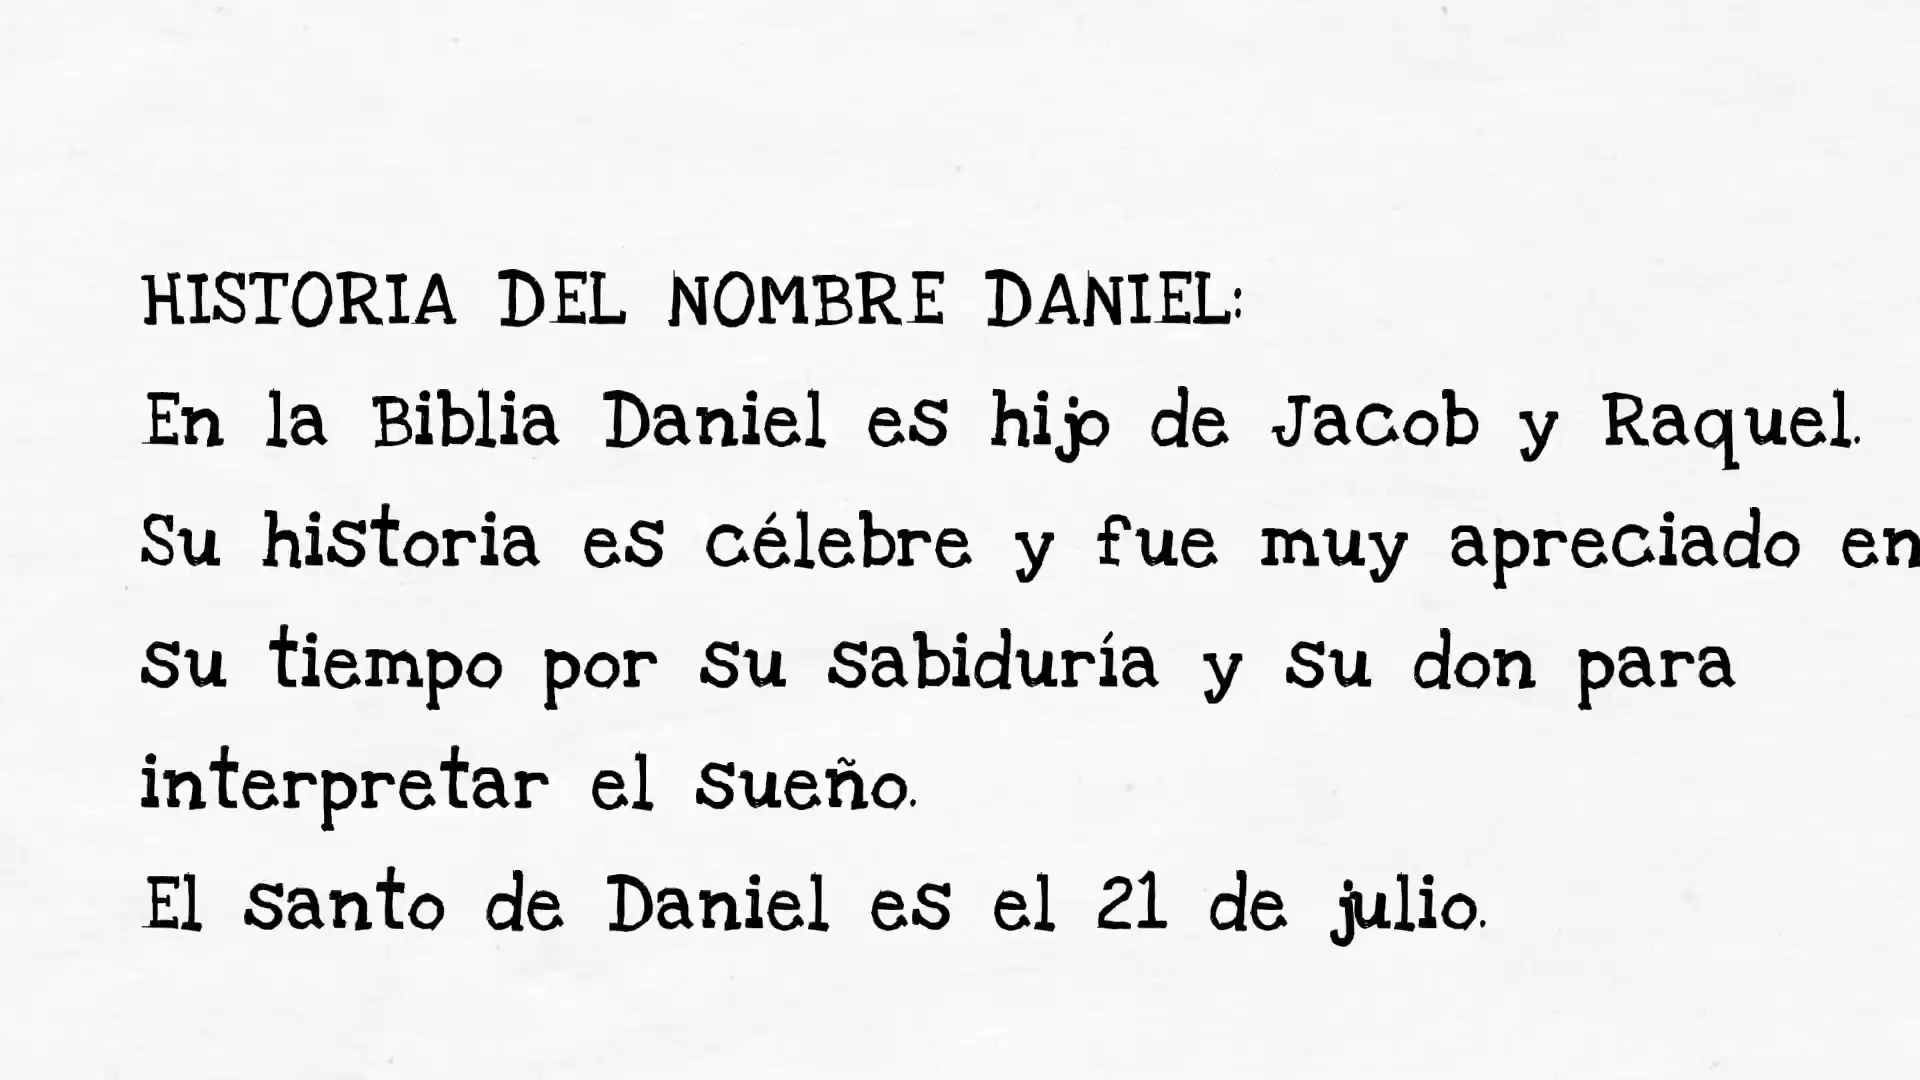 HISTORIA DEL NOMBRE DANIEL:
En la Biblia Daniel es hijo de Jacob y Raquel.
Su historia es célebre y fue muy apreciado en
su tiempo por su sabiduría y su don para
interpretar el sueño.
El santo de Daniel es el 21 de julio.